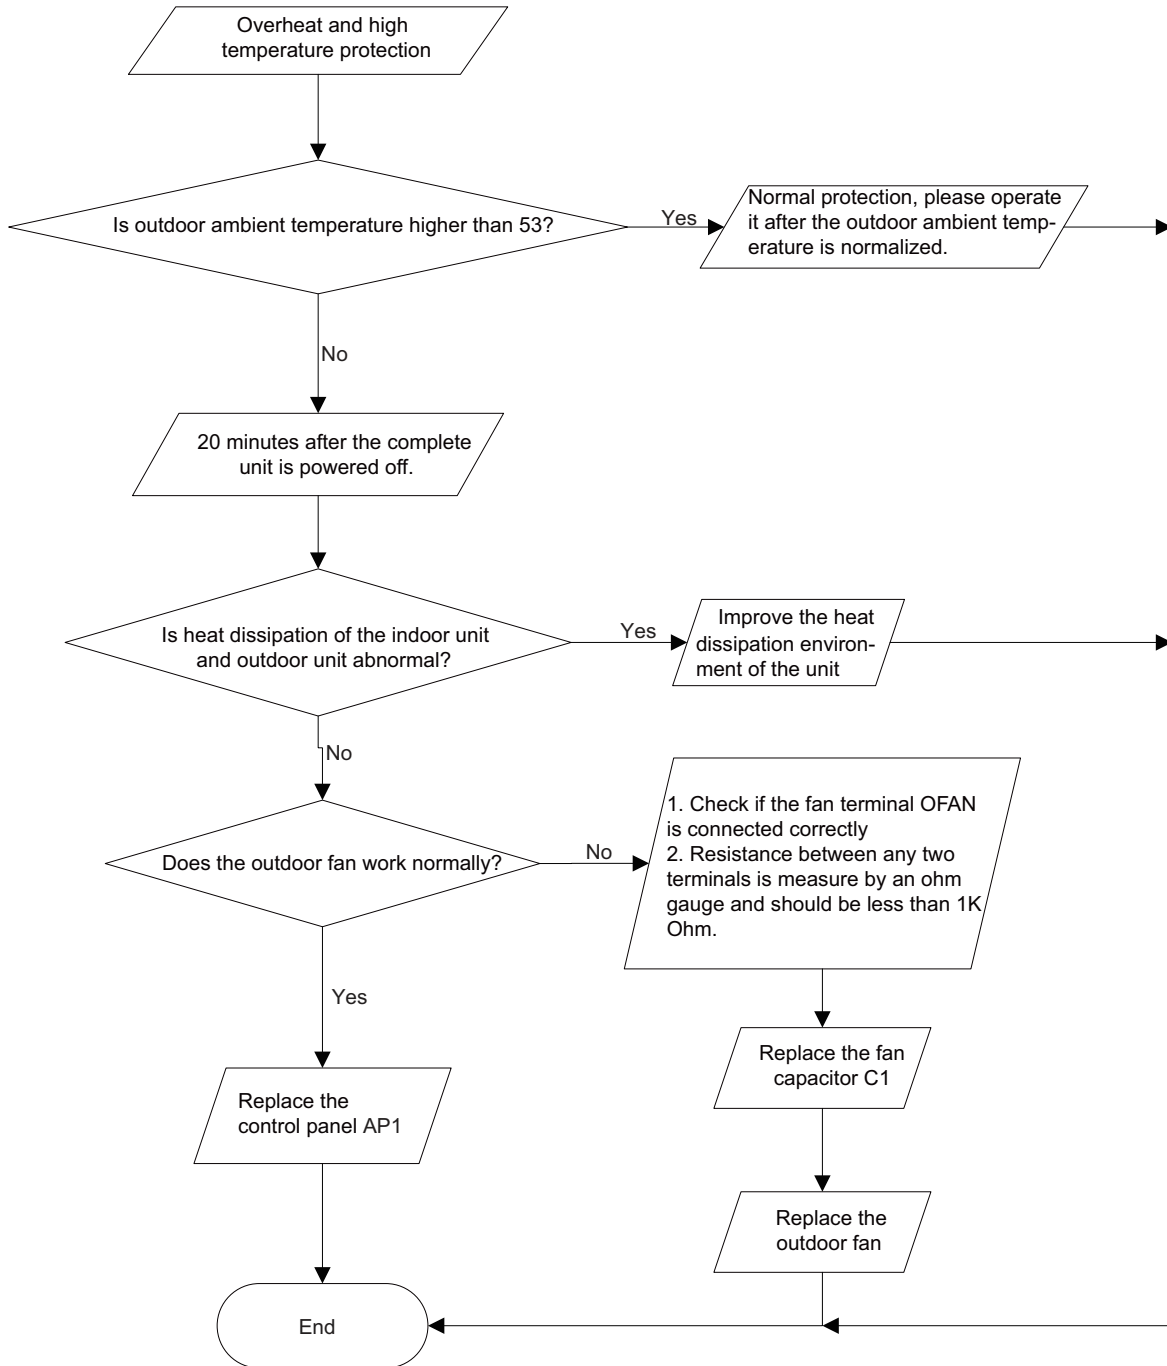 Overheat and high
temperature protection
Is outdoor ambient temperature higher than 53?
Yes
Normal protection, please operate
it after the outdoor ambient temp-
erature is normalized.
No
20 minutes after the complete
unit is powered off.
Is heat dissipation of the indoor unit
and outdoor unit abnormal?
Yes
Improve the heat
dissipation environ-
ment of the unit
No
Does the outdoor fan work normally?
No
1. Check if the fan terminal OFAN
is connected correctly
2. Resistance between any two
terminals is measure by an ohm
gauge and should be less than 1K
Ohm.
Yes
Replace the fan
capacitor C1
Replace the
control panel AP1
Replace the
outdoor fan
End